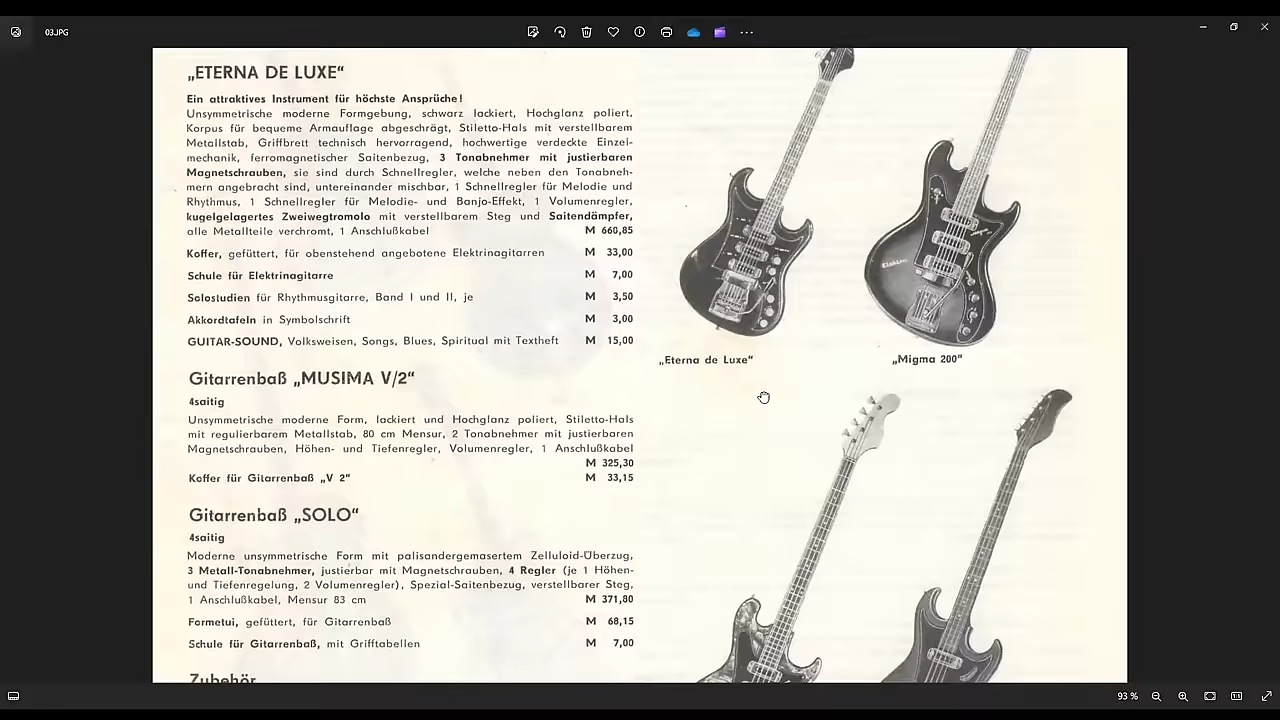 03.JPG
„ETERNA DE LUXE“
Ein attraktives Instrument für höchste Ansprüche!
Unsymmetrische moderne Formgebung, schwarz lackiert, Hochglanz poliert,
Korpus für bequeme Armauflage abgeschrägt, Stiletto-Hals mit verstellbarem
Metallstab, Griffbrett technisch hervorragend, hochwertige verdeckte Einzel-
mechanik, ferromagnetischer Saitenbezug, 3 Tonabnehmer mit justierbaren
Magnetschrauben, sie sind durch Schnellregler, welche neben den Tonabneh-
mern angebracht sind, untereinander mischbar, 1 Schnellregler für Melodie und
Rhythmus, 1 Schnellregler für Melodie- und Banjo-Effekt, 1 Volumenregler,
kugelgelagertes Zweiwegtromolo mit verstellbarem Steg und Saitendämpfer,
alle Metallteile verchromt, 1 Anschlußkabel M 660,85
Koffer, gefüttert, für obenstehend angebotene Elektrinagitarren M 33,00
Schule für Elektrinagitarre M 7,00
Solostudien für Rhythmusgitarre, Band I und II, je M 3,50
Akkordtafeln in Symbolschrift M 3,00
GUITAR-SOUND, Volksweisen, Songs, Blues, Spiritual mit Textheft M 15,00
Gitarrenbaß „MUSIMA V/2“
4saitig
Unsymmetrische moderne Form, lackiert und Hochglanz poliert, Stiletto-Hals
mit regulierbarem Metallstab, 80 cm Mensur, 2 Tonabnehmer mit justierbaren
Magnetschrauben, Höhen- und Tiefenregler, Volumenregler, 1 Anschlußkabel
M 325,30
Koffer für Gitarrenbaß „V 2“ M 33,15
Gitarrenbaß „SOLO“
4saitig
Moderne unsymmetrische Form mit palisandergemasertem Zelluloid-Überzug,
3 Metall-Tonabnehmer, justierbar mit Magnetschrauben, 4 Regler (je 1 Höhen-
und Tiefenregelung, 2 Volumenregler), Spezial-Saitenbezug, verstellbarer Steg,
1 Anschlußkabel, Mensur 83 cm M 371,80
Formetui, gefüttert, für Gitarrenbaß M 68,15
Schule für Gitarrenbaß, mit Grifftabellen M 7,00
Zubehör
„Eterna de Luxe“
„Migma 200“
93 %